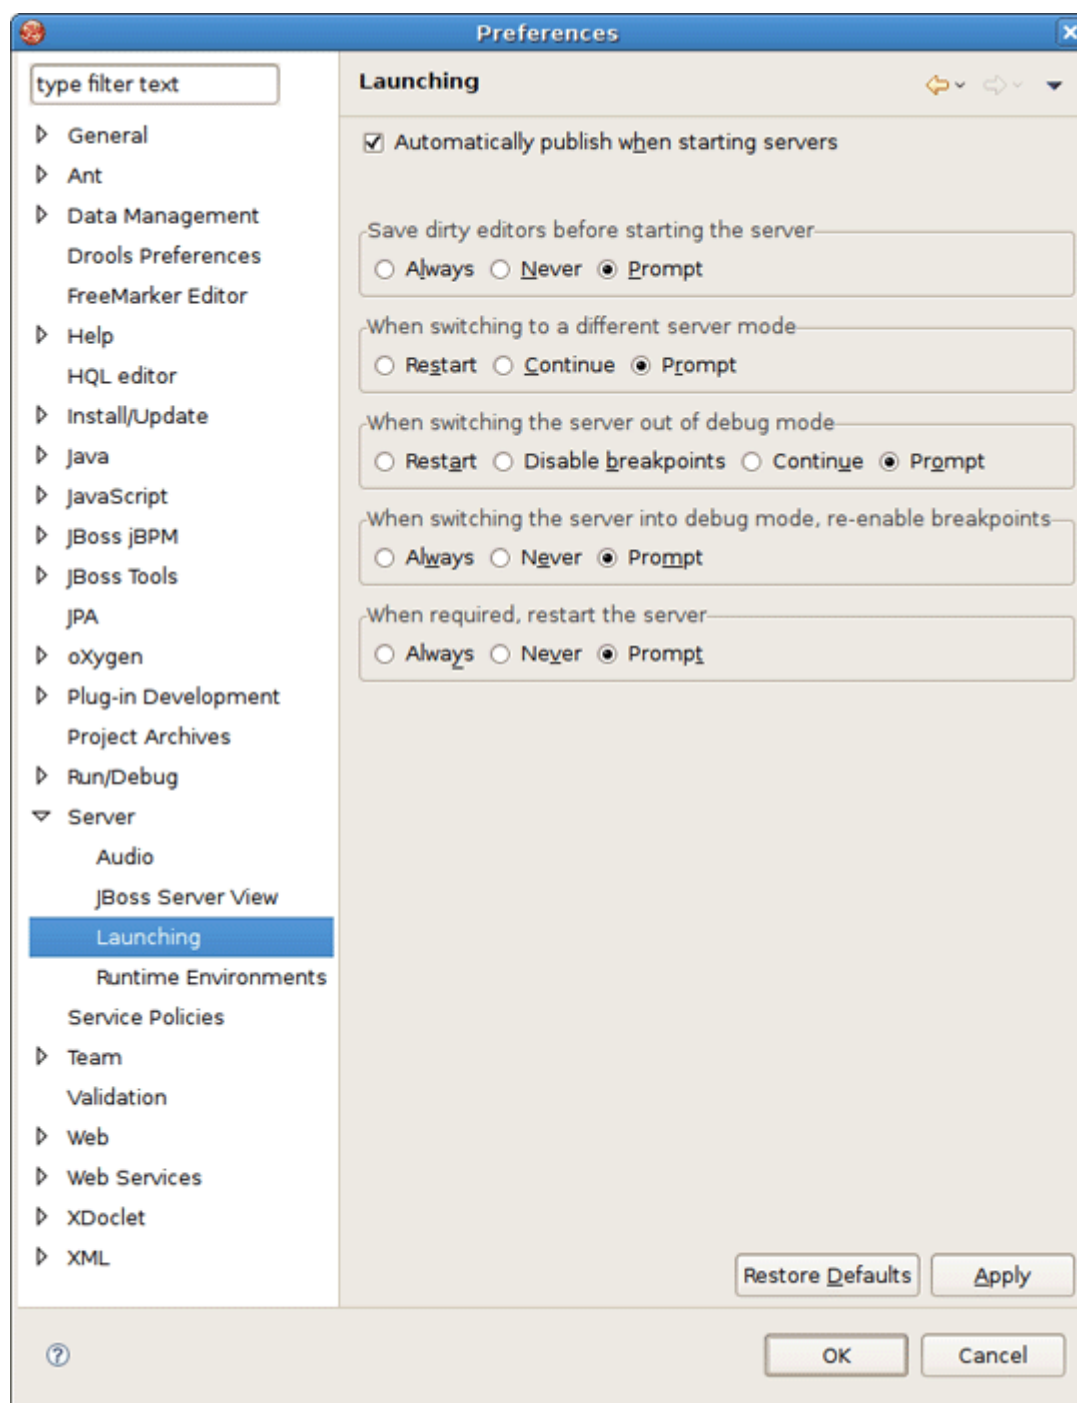 Preferences
type filter text
General
Ant
Data Management
Drools Preferences
FreeMarker Editor
Help
HQL editor
Install/Update
Java
JavaScript
JBoss jBPM
JBoss Tools
JPA
oXygen
Plug-in Development
Project Archives
Run/Debug
Server
Audio
JBoss Server View
Launching
Runtime Environments
Service Policies
Team
Validation
Web
Web Services
XDoclet
XML
Launching
Automatically publish when starting servers
Save dirty editors before starting the server
Always Never Prompt
When switching to a different server mode
Restart Continue Prompt
When switching the server out of debug mode
Restart Disable breakpoints Continue Prompt
When switching the server into debug mode, re-enable breakpoints
Always Never Prompt
When required, restart the server
Always Never Prompt
Restore Defaults Apply
? OK Cancel